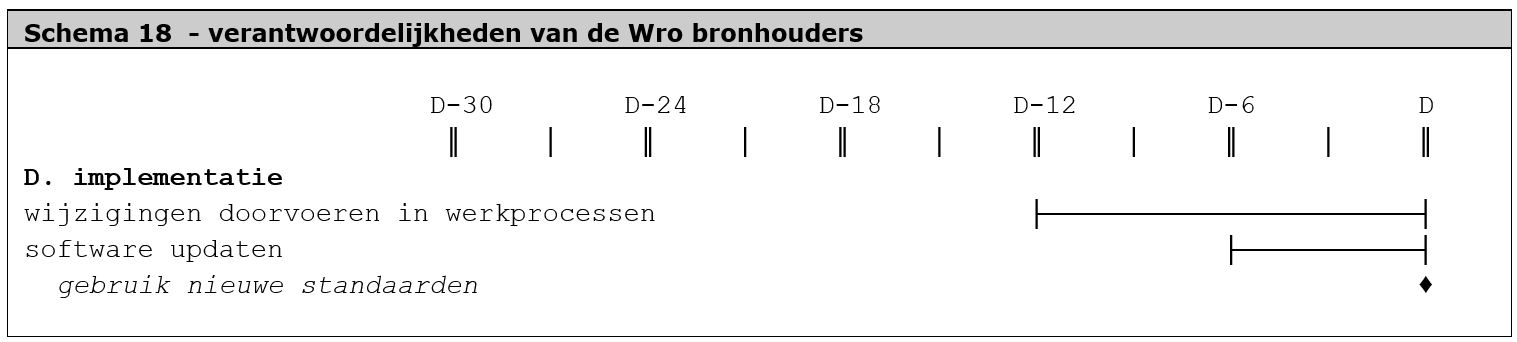 Schema 18 - verantwoordelijkheden van de Wro bronhouders
D-30 D-24 D-18 D-12 D-6 D
D. implementatie
wijzigingen doorvoeren in werkprocessen
software updaten
gebruik nieuwe standaarden